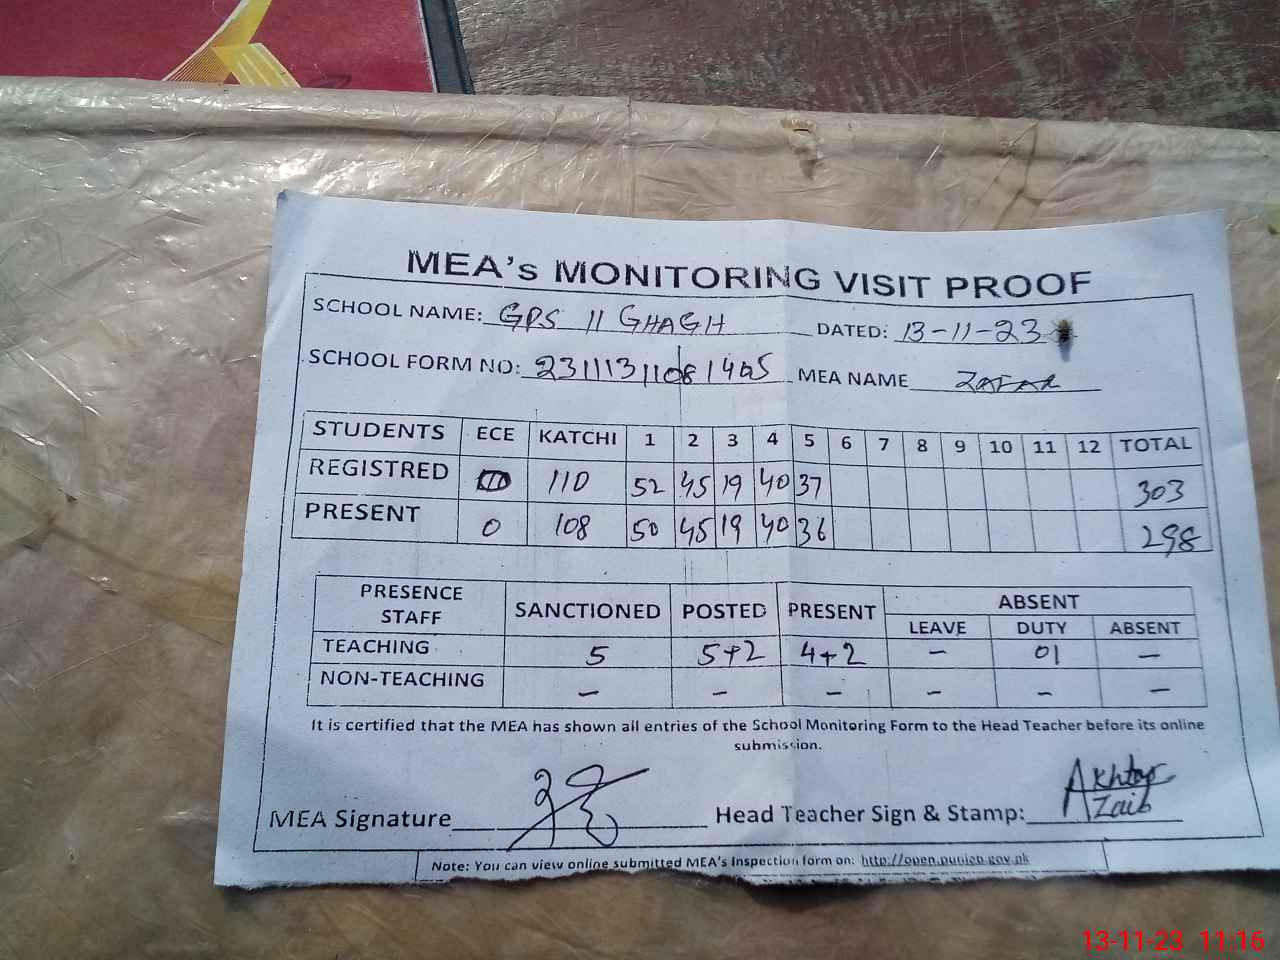 MEA's MONITORING VISIT PROOF
SCHOOL NAME: GPS II GHAGH DATED: 13-11-23
SCHOOL FORM NO: 23111311081405 MEA NAME ZAFAR
STUDENTS ECE KATCHI 1 2 3 4 5 6 7 8 9 10 11 12 TOTAL
REGISTRED 110 52 45 19 40 37 303
PRESENT 0 108 50 45 19 40 36 298
PRESENCE STAFF SANCTIONED POSTED PRESENT ABSENT
LEAVE DUTY ABSENT
TEACHING 5 5+2 4+2 - 01 -
NON-TEACHING - - - - - -
It is certified that the MEA has shown all entries of the School Monitoring Form to the Head Teacher before its online
submission.
MEA Signature Head Teacher Sign & Stamp: Akhtar Zaib
Note: You can view online submitted MEA's Inspection form on: http://open.punjab.gov.pk
13-11-23 11:16